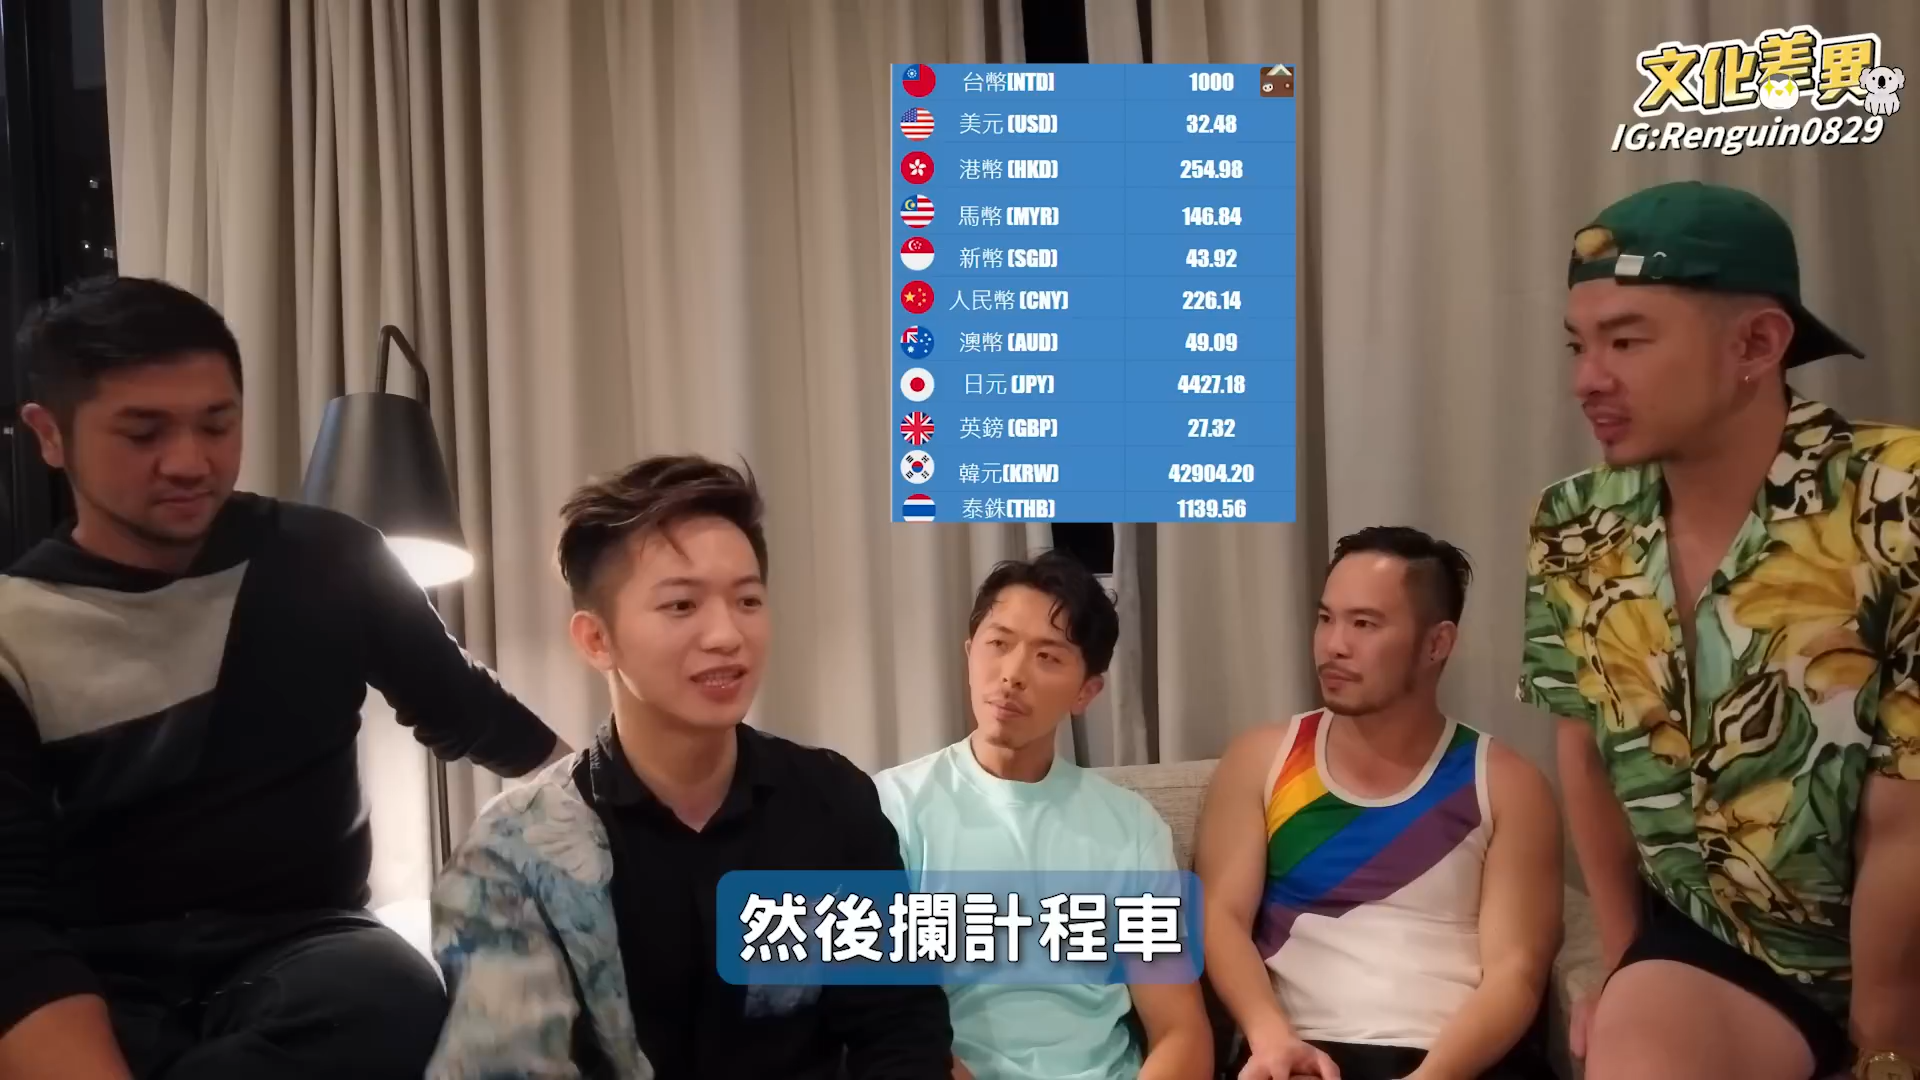 文化差異
IG:Renguin0829
台幣(NTD) 1000
美元(USD) 32.48
港幣(HKD) 254.98
馬幣(MYR) 146.84
新幣(SGD) 43.92
人民幣(CNY) 226.14
澳幣(AUD) 49.09
日元(JPY) 4427.18
英鎊(GBP) 27.32
韓元(KRW) 42904.20
泰銖(THB) 1139.56
然後攔計程車